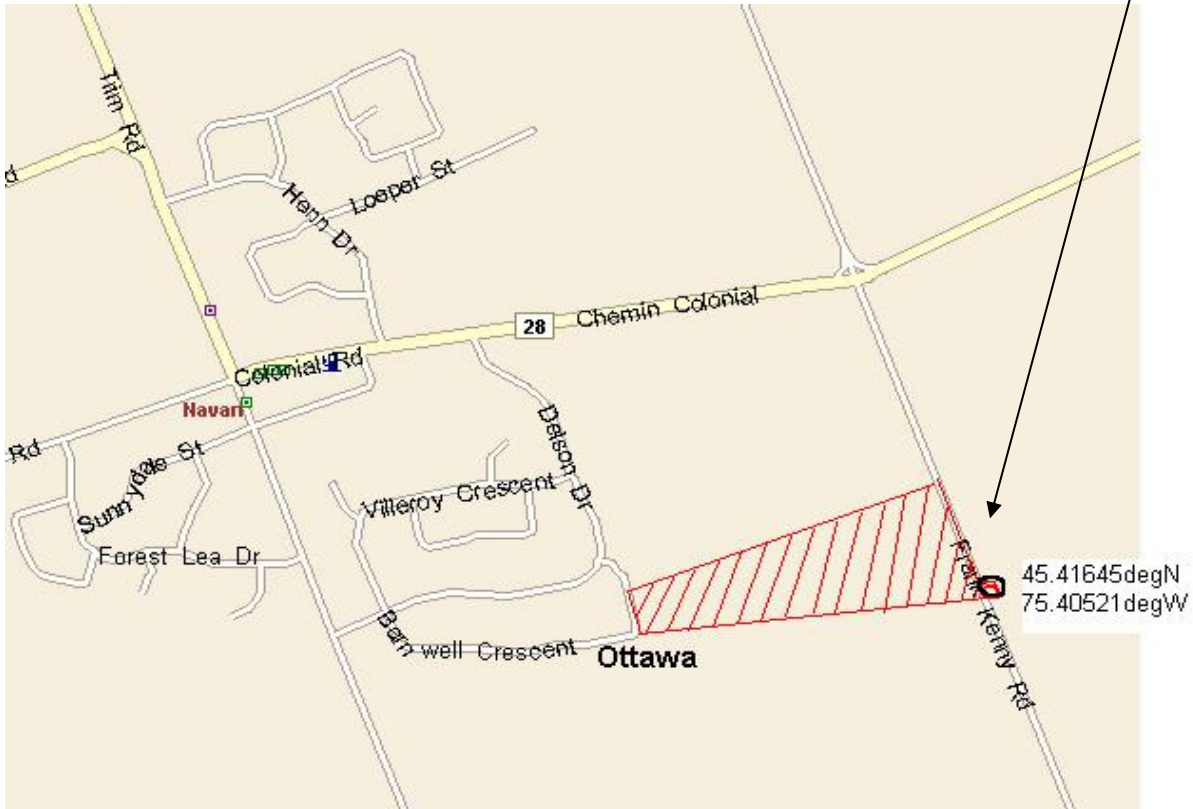 Trim Rd
d
Henn Dr
Loeper St
28
Chemin Colonial
Colonial Rd
Navan
Rd
Sunnydale St
Delson Dr
Villeroy Crescent
Forest Lea Dr
Frank Kenny Rd
45.41645degN
75.40521degW
Barnwell Crescent
Ottawa